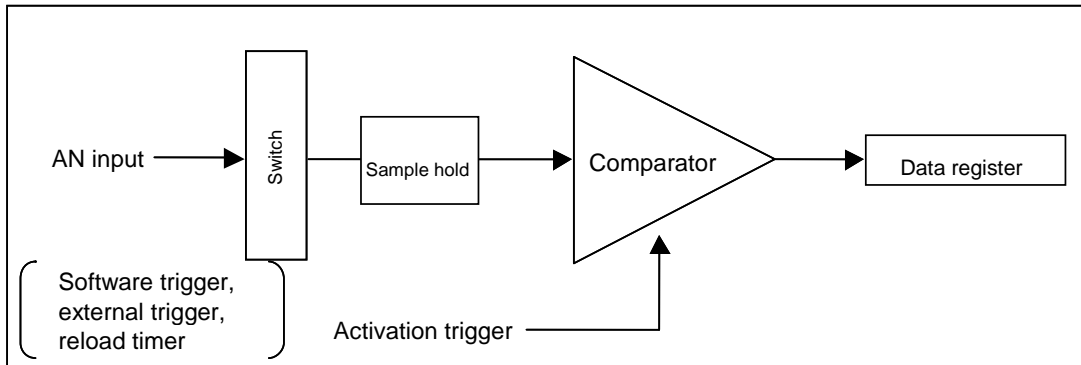 AN input
Switch
Sample hold
Comparator
Data register
Software trigger,
external trigger,
reload timer
Activation trigger